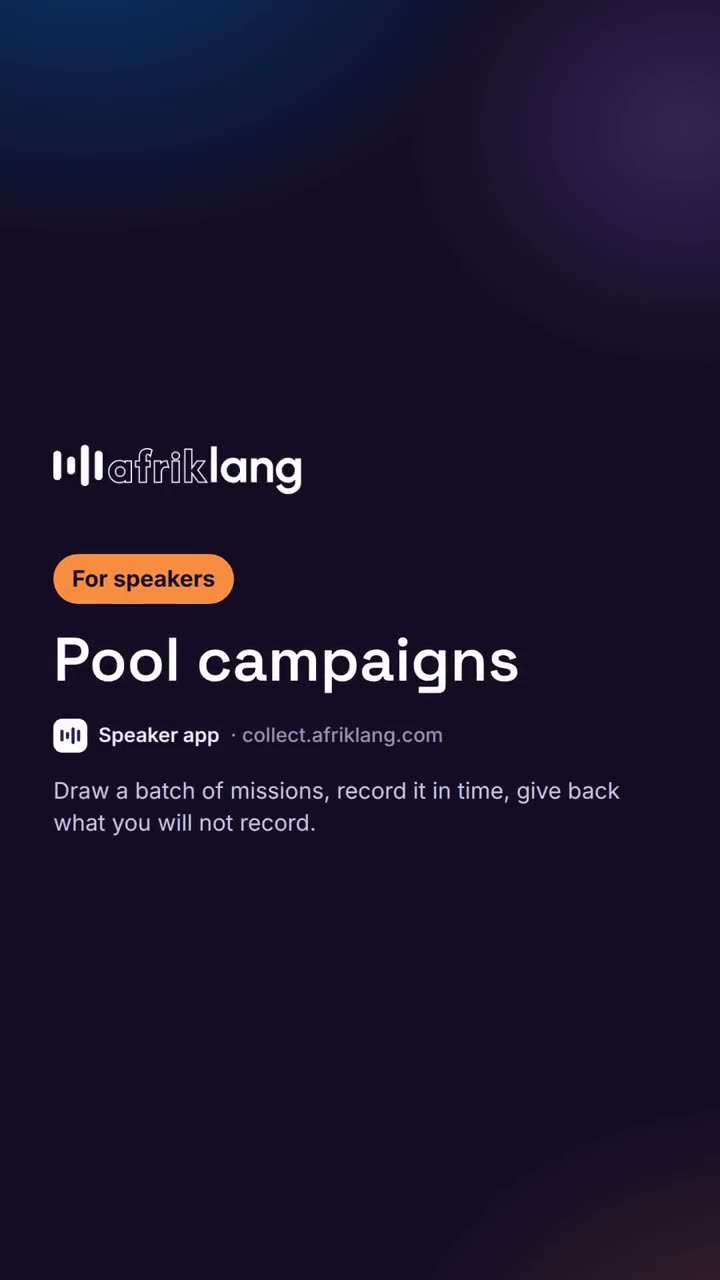 afriklang
For speakers
Pool campaigns
Speaker app · collect.afriklang.com
Draw a batch of missions, record it in time, give back
what you will not record.